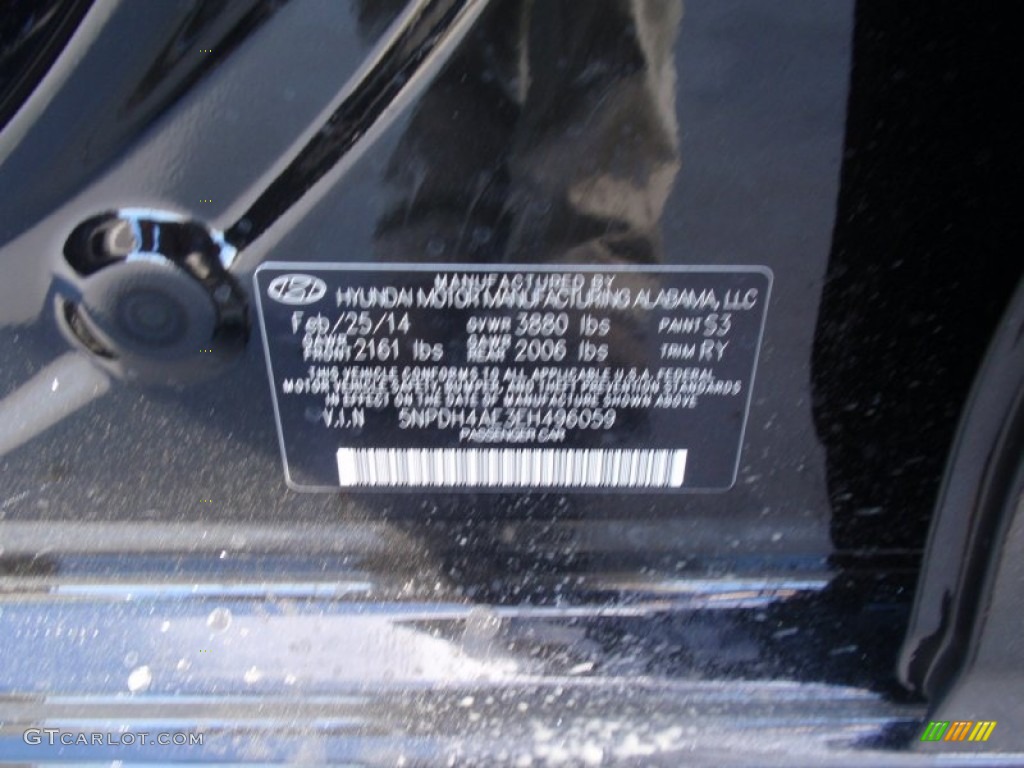 MANUFACTURED BY
HYUNDAI MOTOR MANUFACTURING ALABAMA, LLC
Feb/25/14 GVWR 3880 lbs PAINT S3
GAWR FRONT 2161 lbs GAWR REAR 2006 lbs TRIM RY
THIS VEHICLE CONFORMS TO ALL APPLICABLE U.S.A. FEDERAL
MOTOR VEHICLE SAFETY, BUMPER, AND THEFT PREVENTION STANDARDS
IN EFFECT ON THE DATE OF MANUFACTURE SHOWN ABOVE
V.I.N 5NPDH4AE3EH496059
PASSENGER CAR
GTCARLOT.COM